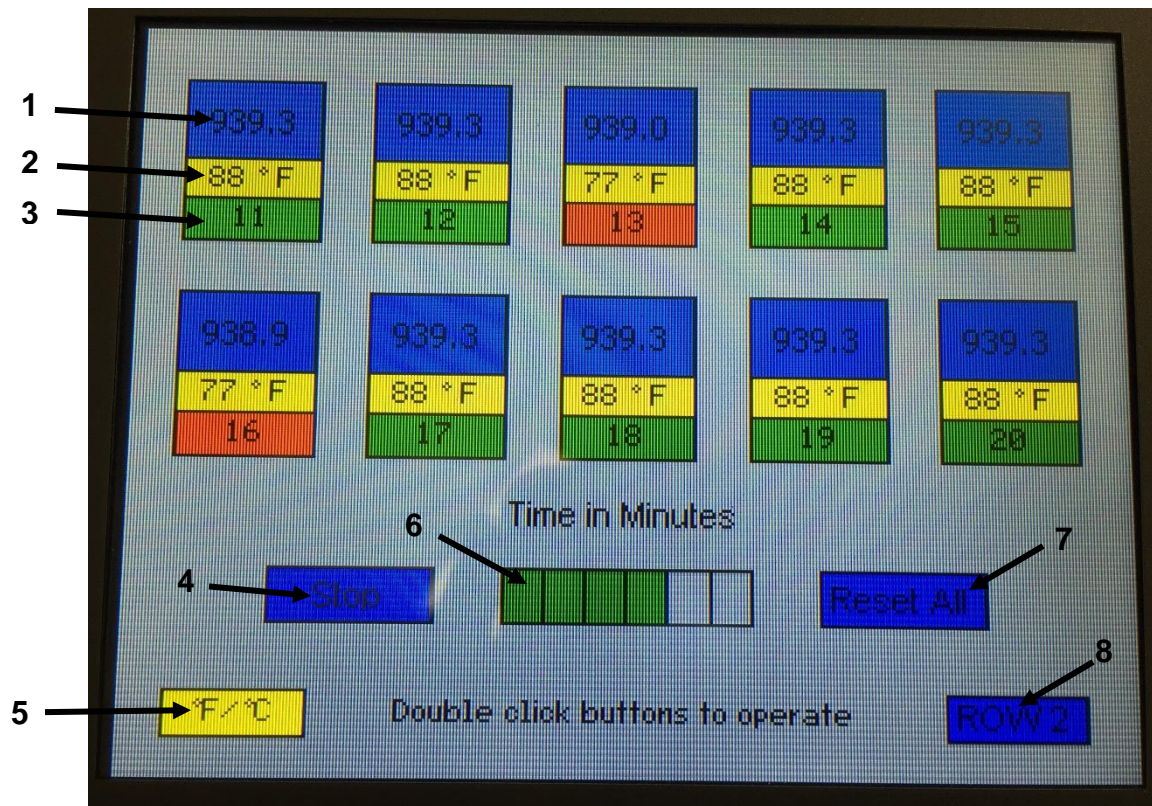 1 939.3 939.3 939.0 939.3 939.3
2 88 °F 88 °F 77 °F 88 °F 88 °F
3 11 12 13 14 15
938.9 939.3 939.3 939.3 939.3
77 °F 88 °F 88 °F 88 °F 88 °F
16 17 18 19 20
Time in Minutes
6 7
4 Stop Reset All
8
5 °F/°C Double click buttons to operate ROW 2